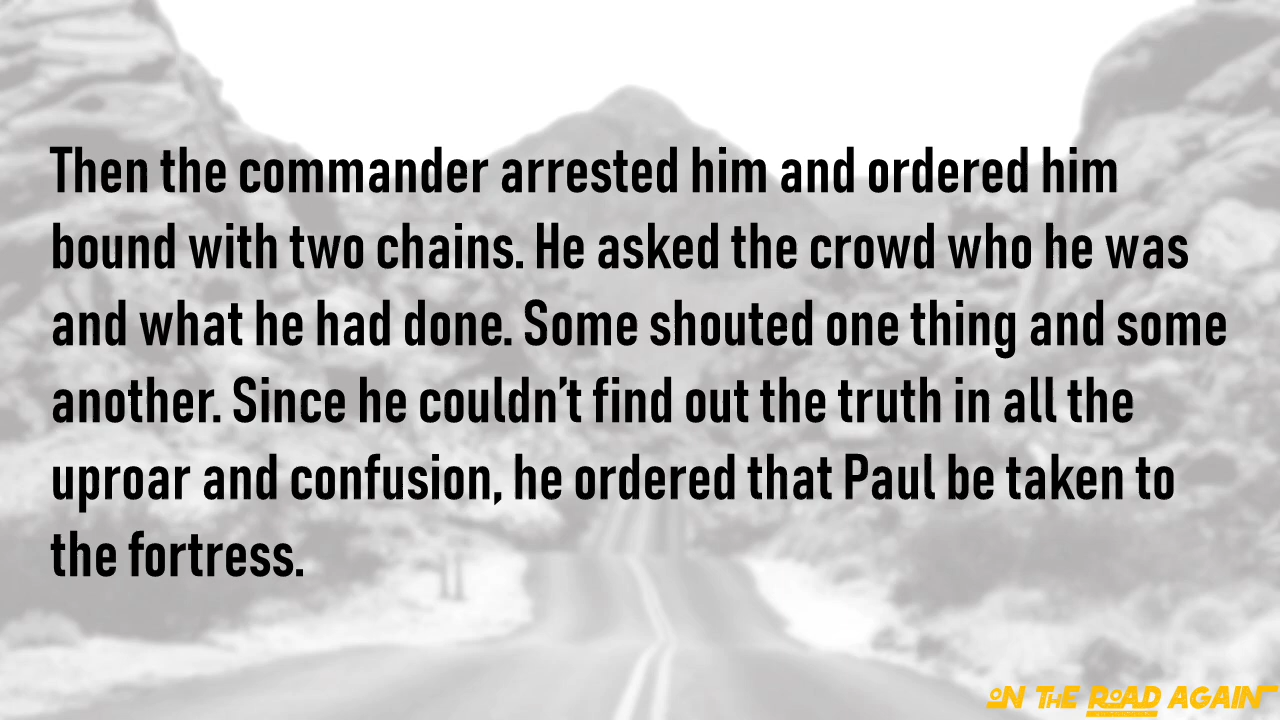 Then the commander arrested him and ordered him
bound with two chains. He asked the crowd who he was
and what he had done. Some shouted one thing and some
another. Since he couldn’t find out the truth in all the
uproar and confusion, he ordered that Paul be taken to
the fortress.
ON THE ROAD AGAIN